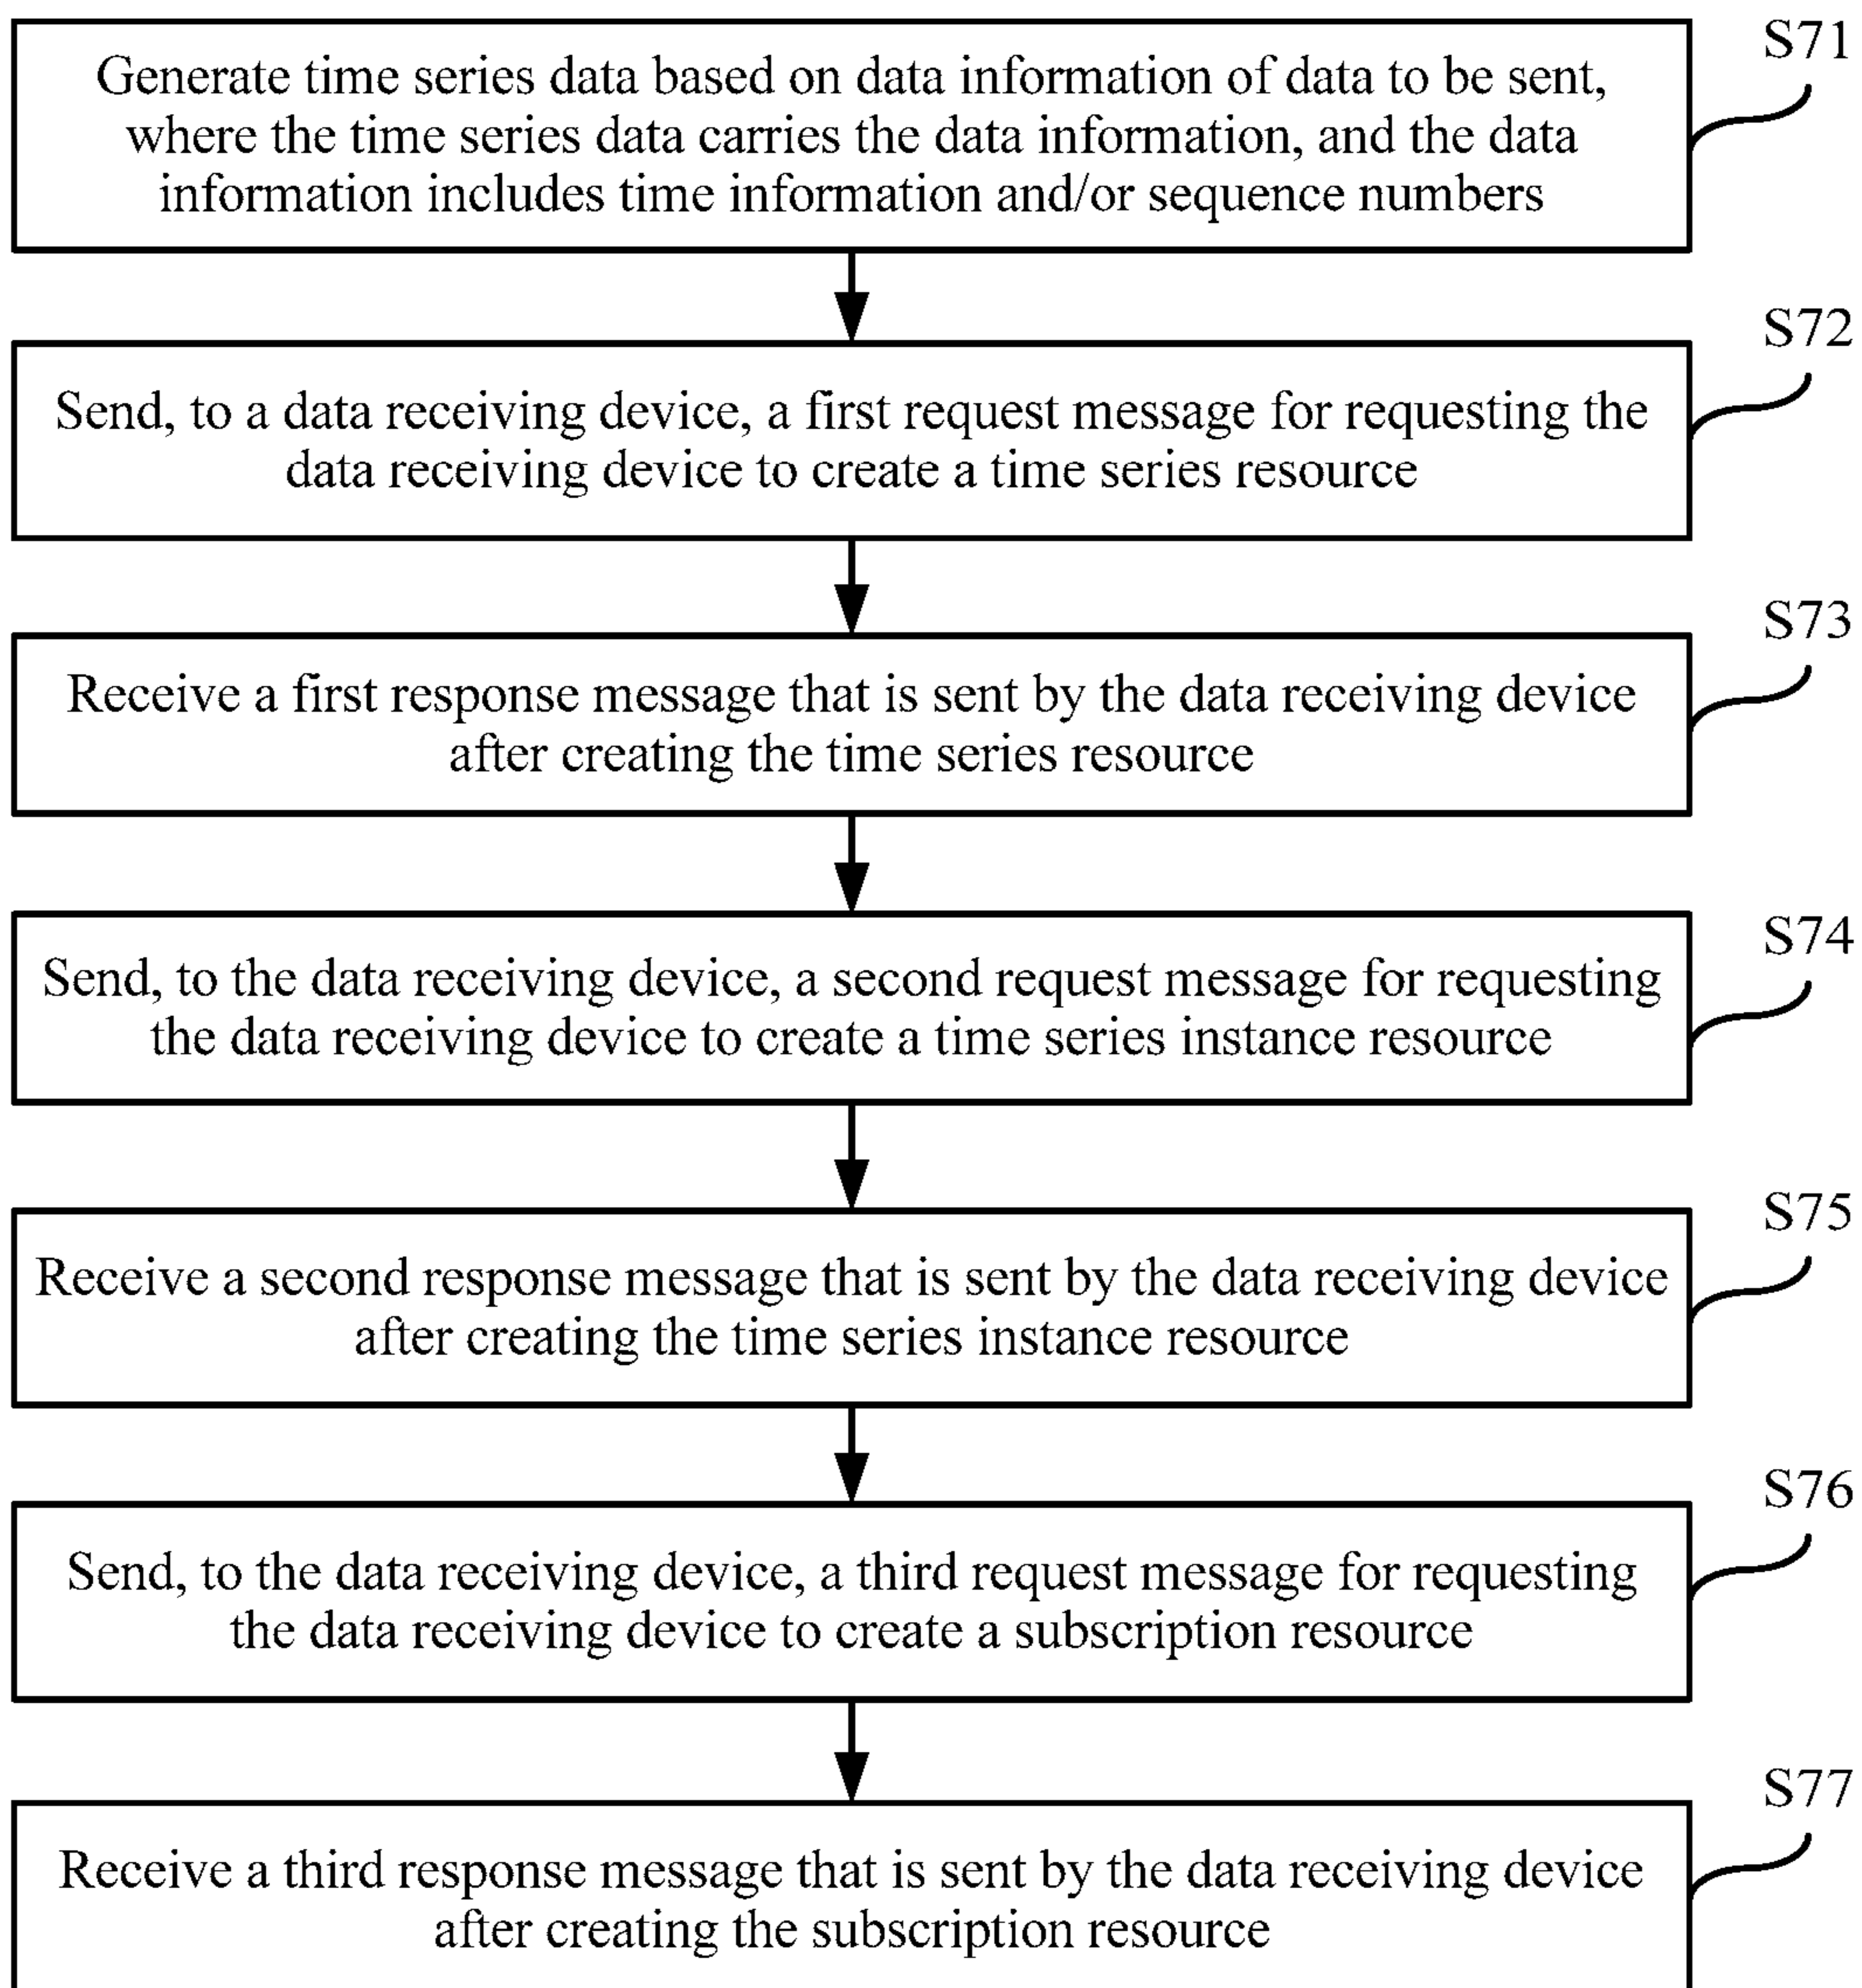 S71
Generate time series data based on data information of data to be sent,
where the time series data carries the data information, and the data
information includes time information and/or sequence numbers
S72
Send, to a data receiving device, a first request message for requesting the
data receiving device to create a time series resource
S73
Receive a first response message that is sent by the data receiving device
after creating the time series resource
S74
Send, to the data receiving device, a second request message for requesting
the data receiving device to create a time series instance resource
S75
Receive a second response message that is sent by the data receiving device
after creating the time series instance resource
S76
Send, to the data receiving device, a third request message for requesting
the data receiving device to create a subscription resource
S77
Receive a third response message that is sent by the data receiving device
after creating the subscription resource